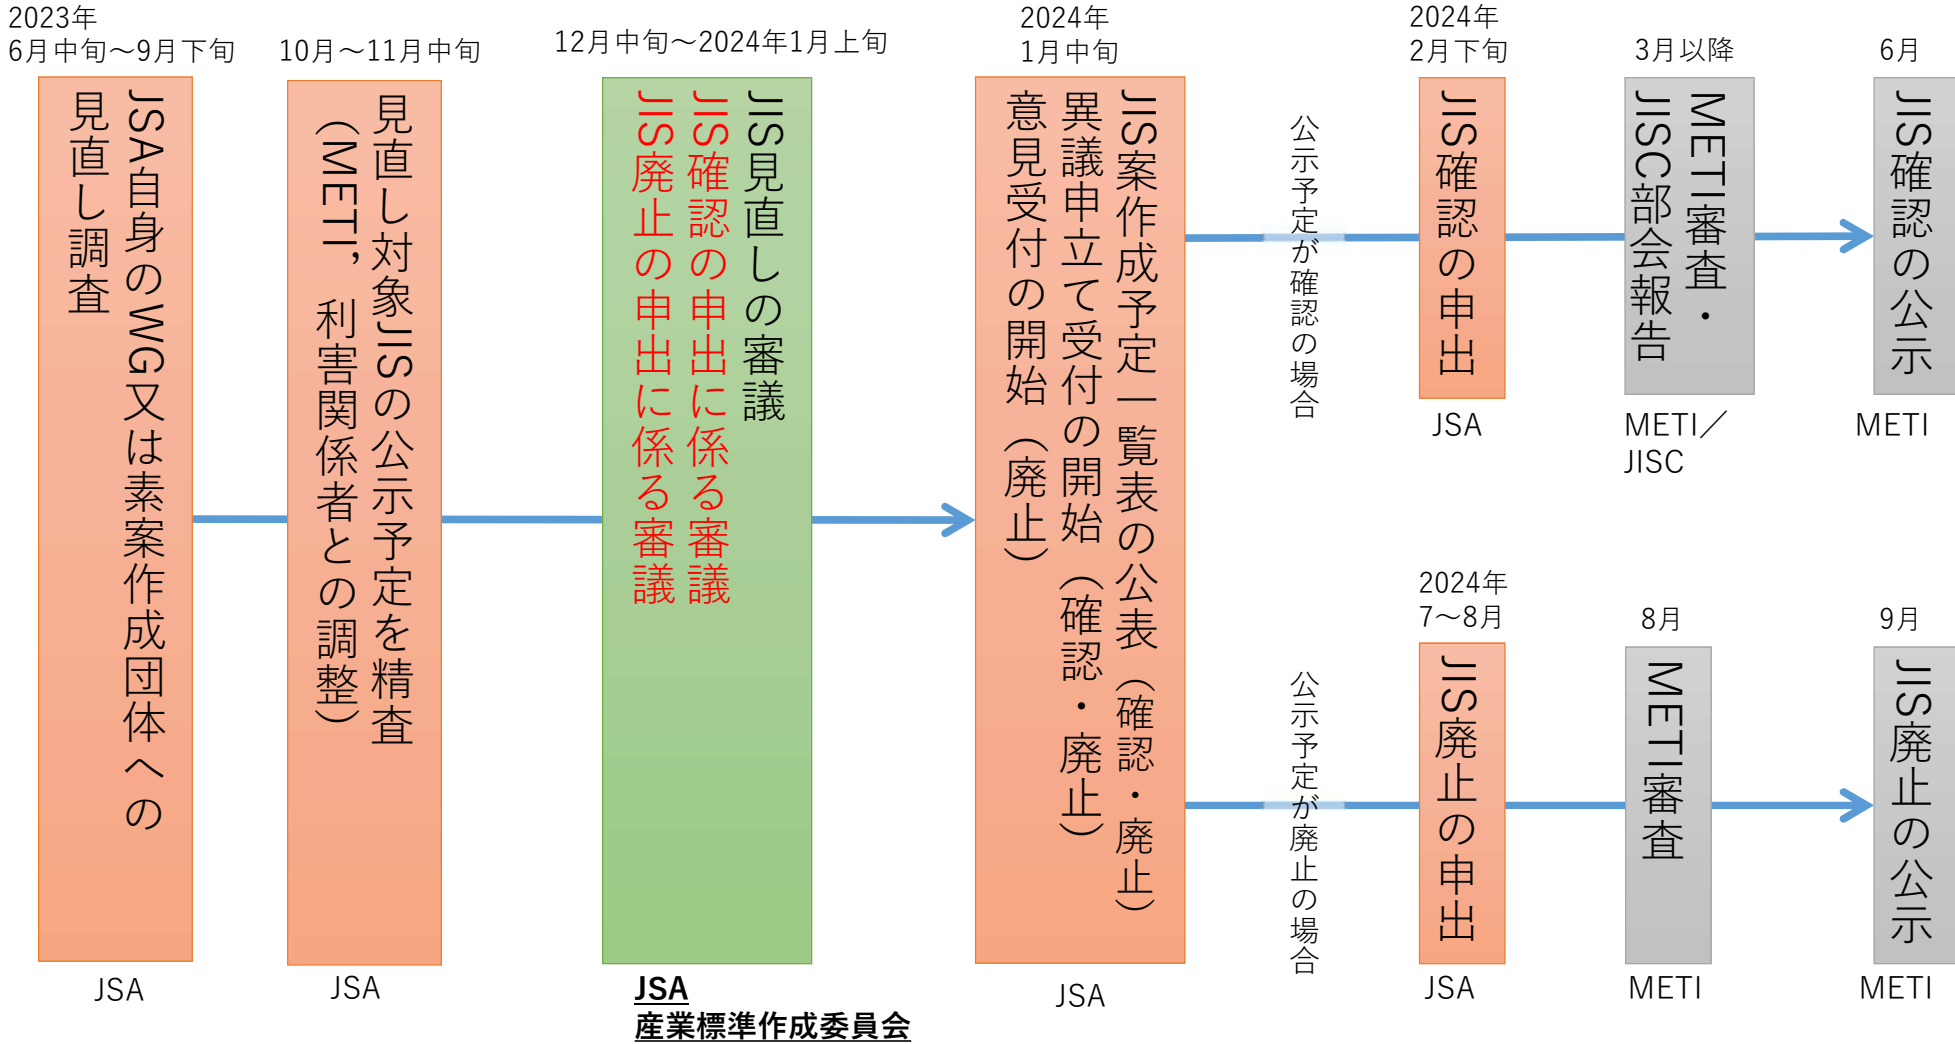 2023年
6月中旬～9月下旬
JSA自身のWG又は素案作成団体への
見直し調査
JSA
10月～11月中旬
見直し対象JISの公示予定を精査
（METI，利害関係者との調整）
JSA
12月中旬～2024年1月上旬
JIS見直しの審議
JIS確認の申出に係る審議
JIS廃止の申出に係る審議
JSA
産業標準作成委員会
2024年
1月中旬
JIS案作成予定一覧表の公表（確認・廃止）
異議申立て受付の開始（確認・廃止）
意見受付の開始（廃止）
JSA
公示予定が確認の場合
2024年
2月下旬
JIS確認の申出
JSA
3月以降
METI審査・
JISC部会報告
METI／
JISC
6月
JIS確認の公示
METI
公示予定が廃止の場合
2024年
7～8月
JIS廃止の申出
JSA
8月
METI審査
METI
9月
JIS廃止の公示
METI